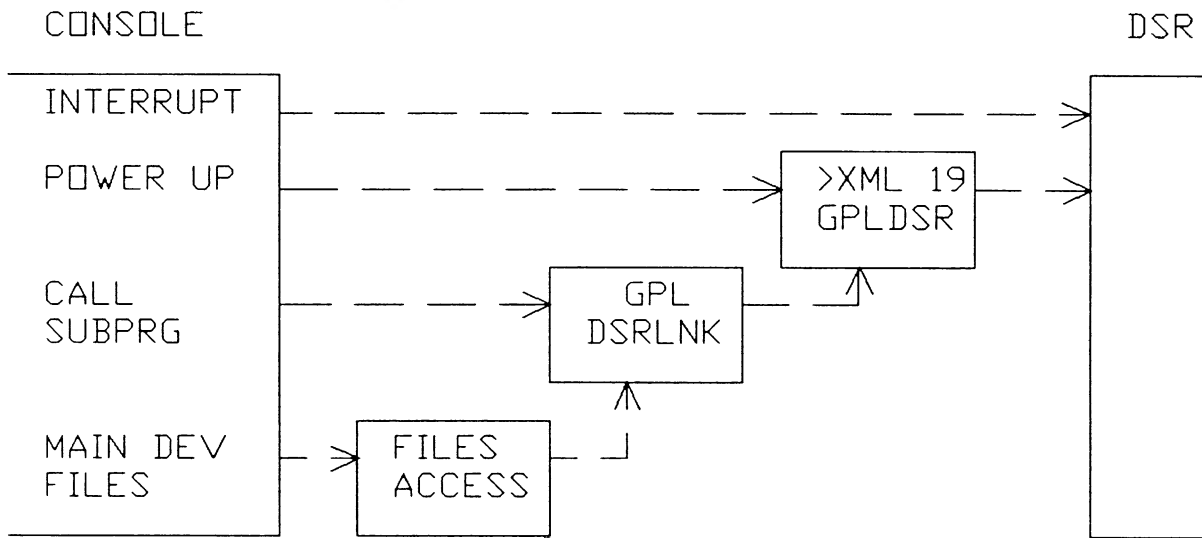 CONSOLE
DSR
INTERRUPT
POWER UP
>XML 19
GPLDSR
CALL
SUBPRG
GPL
DSRLNK
MAIN DEV
FILES
FILES
ACCESS